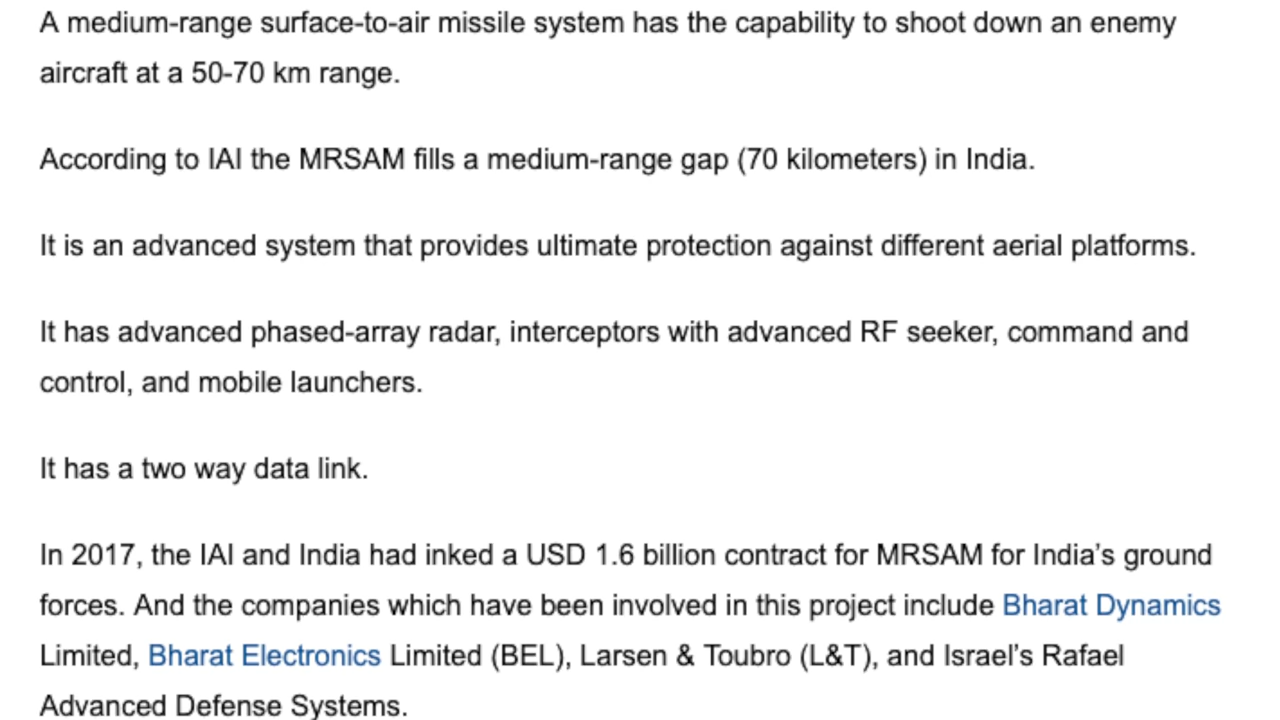 A medium-range surface-to-air missile system has the capability to shoot down an enemy
aircraft at a 50-70 km range.
According to IAI the MRSAM fills a medium-range gap (70 kilometers) in India.
It is an advanced system that provides ultimate protection against different aerial platforms.
It has advanced phased-array radar, interceptors with advanced RF seeker, command and
control, and mobile launchers.
It has a two way data link.
In 2017, the IAI and India had inked a USD 1.6 billion contract for MRSAM for India’s ground
forces. And the companies which have been involved in this project include Bharat Dynamics
Limited, Bharat Electronics Limited (BEL), Larsen & Toubro (L&T), and Israel’s Rafael
Advanced Defense Systems.